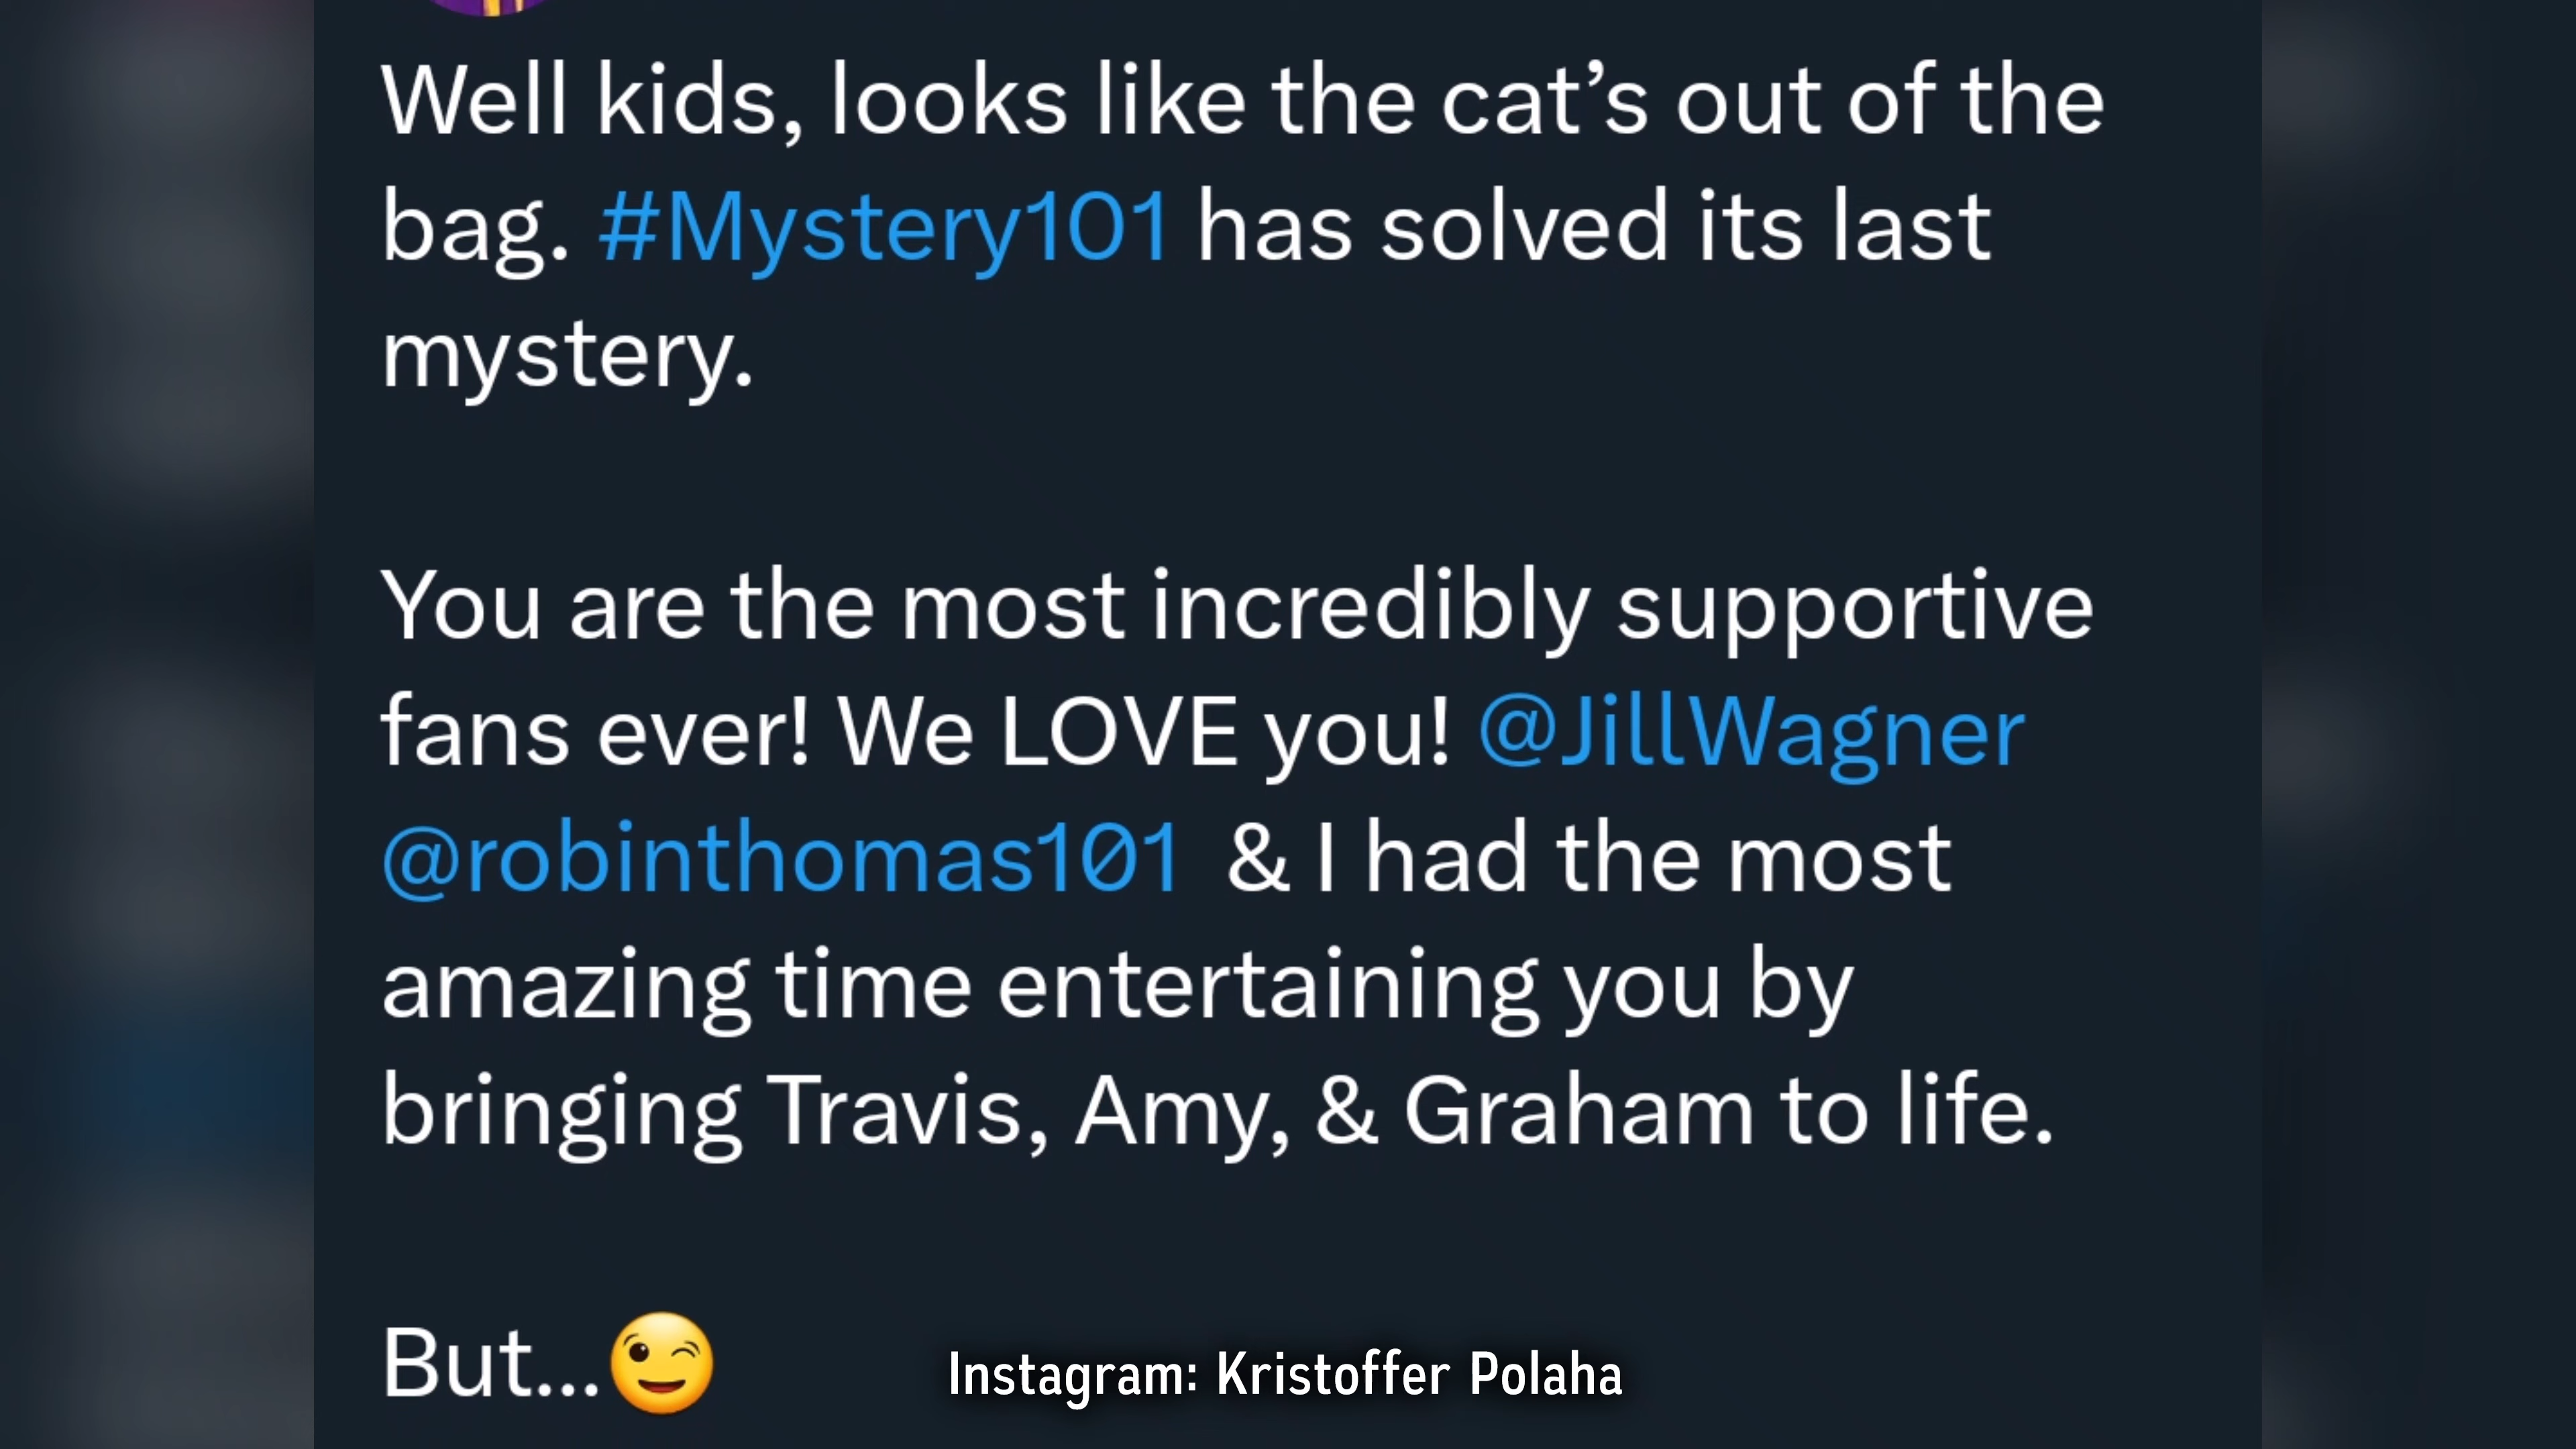 Well kids, looks like the cat’s out of the
bag. #Mystery101 has solved its last
mystery.
You are the most incredibly supportive
fans ever! We LOVE you! @JillWagner
@robinthomas101 & I had the most
amazing time entertaining you by
bringing Travis, Amy, & Graham to life.
But...😉
Instagram: Kristoffer Polaha